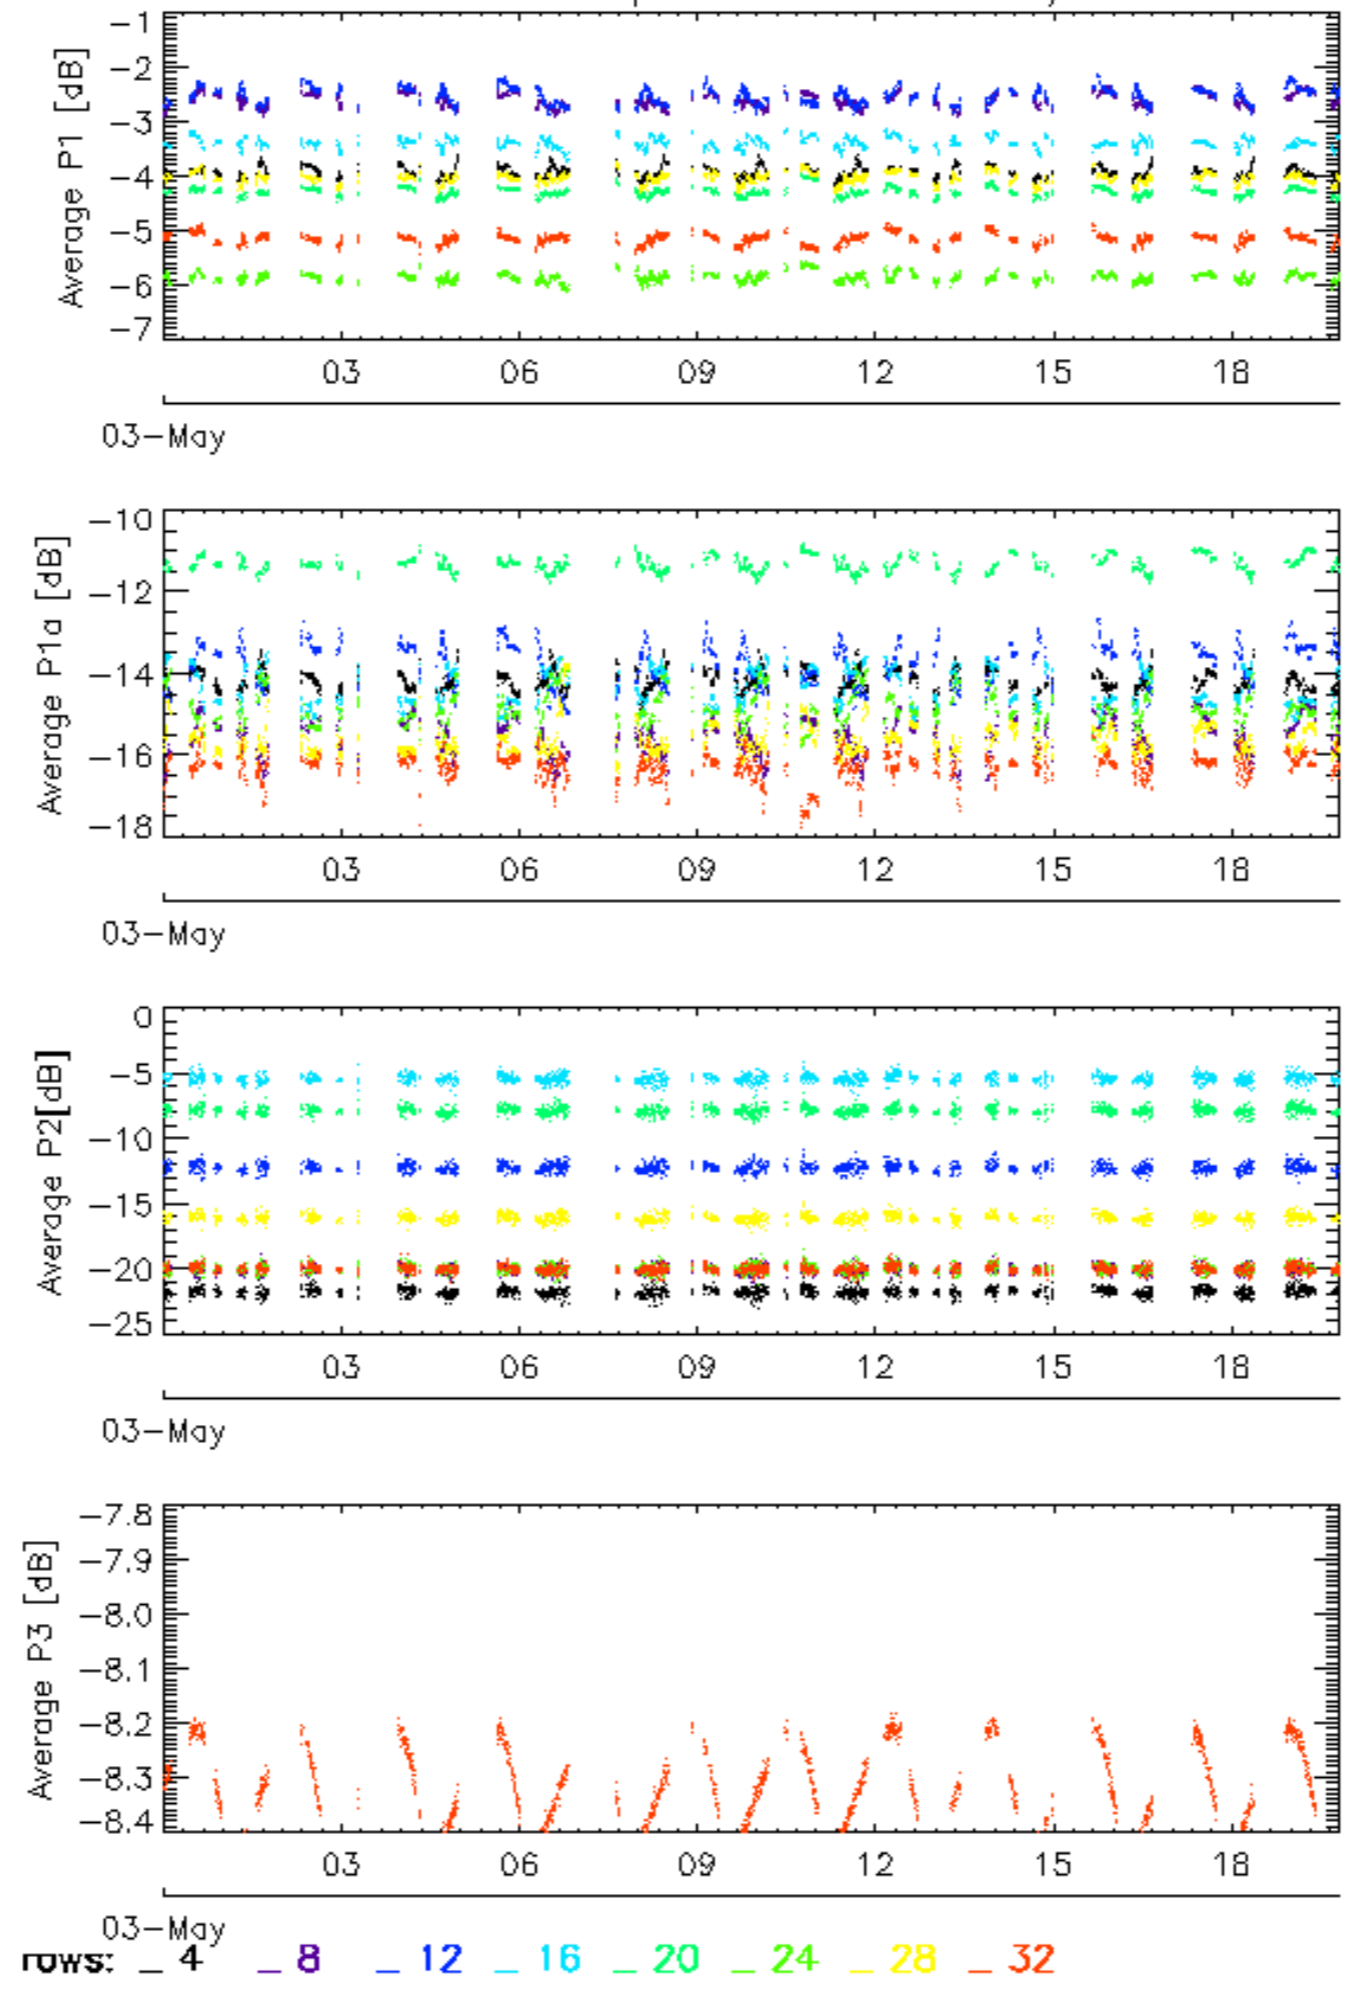 -1
-2
-3
-4
-5
-6
-7
Average P1 [dB]
03 06 09 12 15 18
03-May
-10
-12
-14
-16
-18
Average P1a [dB]
03 06 09 12 15 18
03-May
0
-5
-10
-15
-20
-25
Average P2[dB]
03 06 09 12 15 18
03-May
-7.8
-7.9
-8.0
-8.1
-8.2
-8.3
-8.4
Average P3 [dB]
03 06 09 12 15 18
03-May
rows: _ 4 _ 8 _ 12 _ 16 _ 20 _ 24 _ 28 _ 32